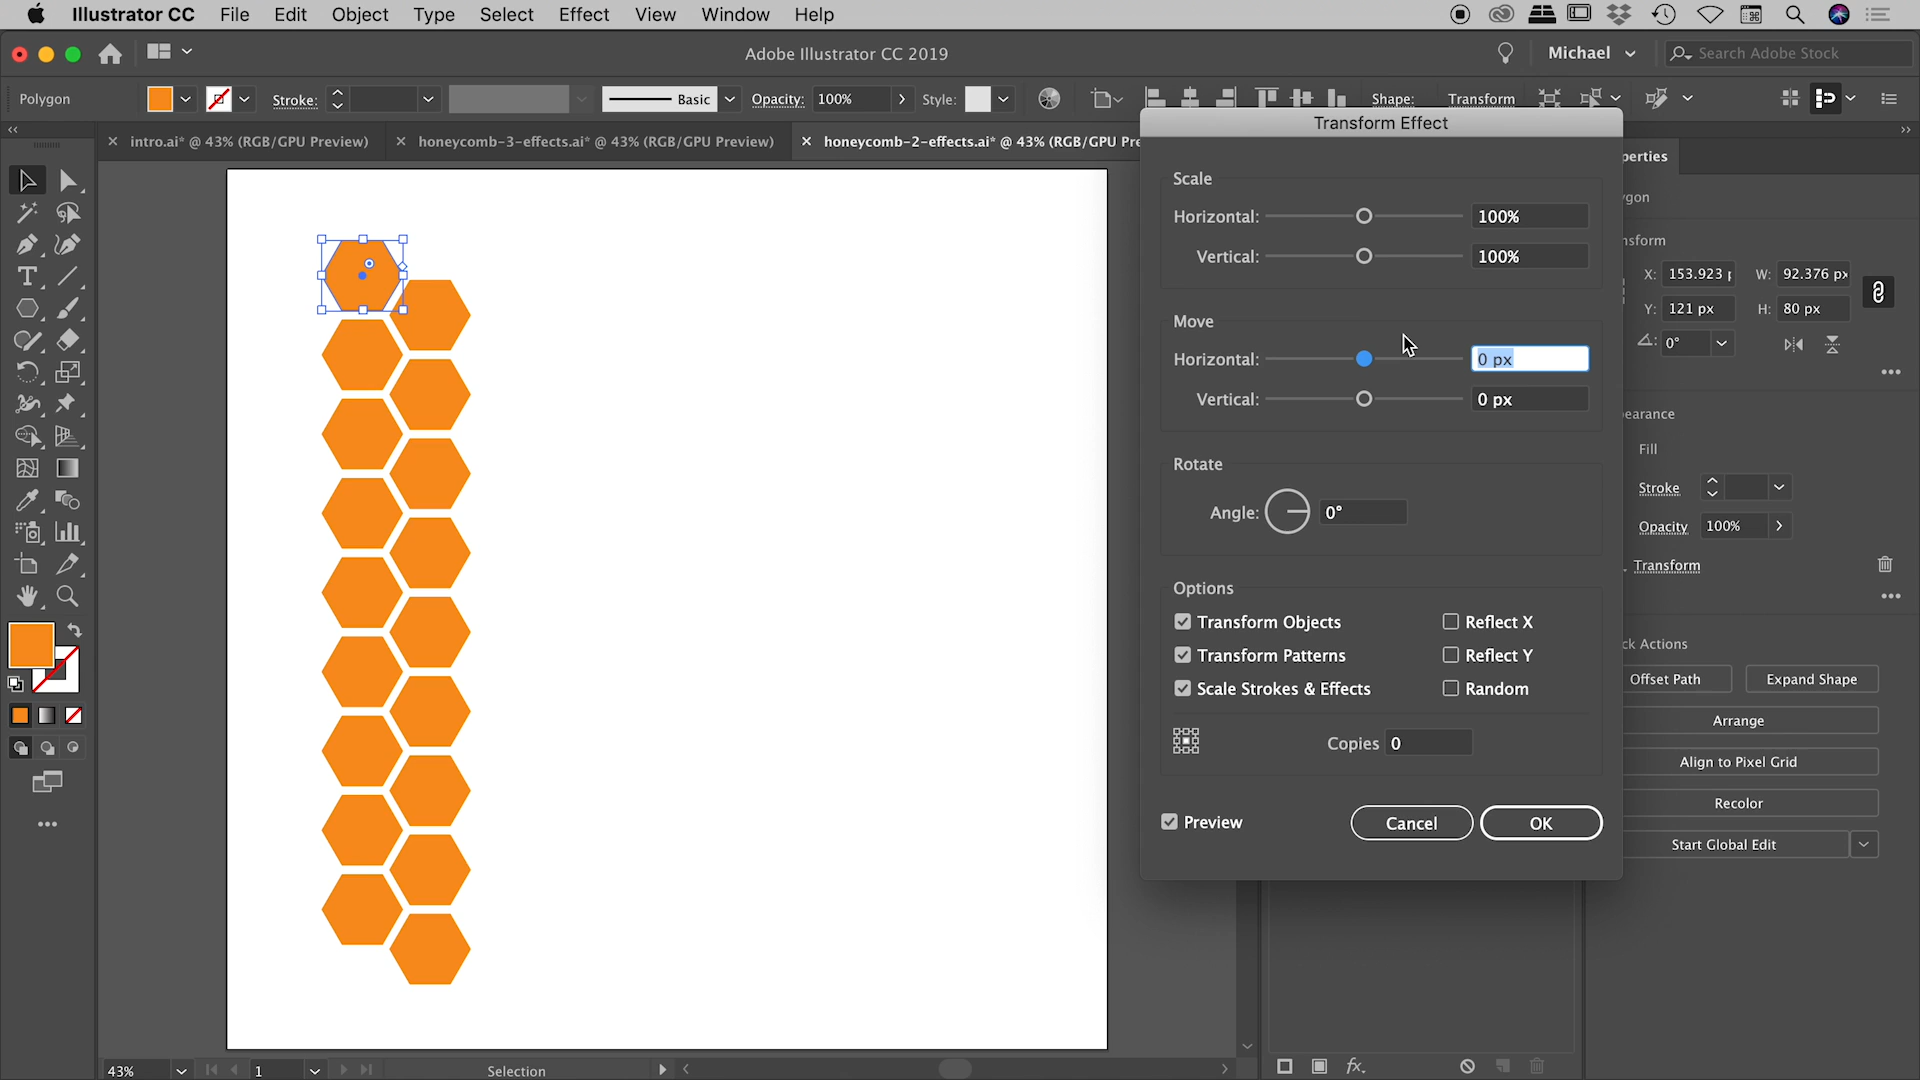 Illustrator CC File Edit Object Type Select Effect View Window Help
Adobe Illustrator CC 2019
Michael
Search Adobe Stock
Polygon
Stroke:
Basic
Opacity: 100%
Style:
Shape:
Transform
intro.ai* @ 43% (RGB/GPU Preview)
honeycomb-3-effects.ai* @ 43% (RGB/GPU Preview)
honeycomb-2-effects.ai* @ 43% (RGB/GPU Pre
Transform Effect
Scale
Horizontal: 100%
Vertical: 100%
Move
Horizontal: 0 px
Vertical: 0 px
Rotate
Angle: 0°
Options
Transform Objects
Reflect X
Transform Patterns
Reflect Y
Scale Strokes & Effects
Random
Copies 0
Preview
Cancel
OK
perties
ygon
nsform
X: 153.923 p
W: 92.376 px
Y: 121 px
H: 80 px
0°
earance
Fill
Stroke
Opacity 100%
Transform
ck Actions
Offset Path
Expand Shape
Arrange
Align to Pixel Grid
Recolor
Start Global Edit
43%
1
Selection
fx